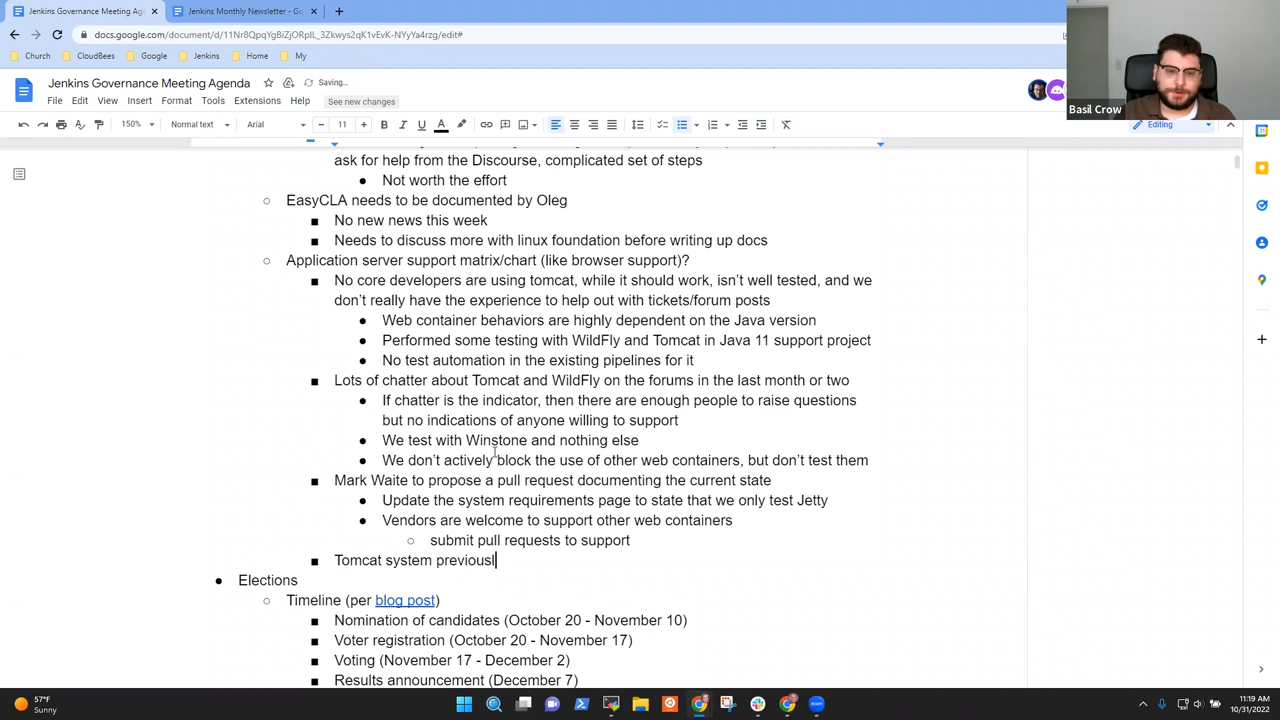 Jenkins Governance Meeting Agenda
Jenkins Monthly Newsletter - Go
docs.google.com/document/d/11Nr8QpqYgBiZjORpIL_3Zkwys2qK1vEvK-NYyYa4rzg/edit#
Church CloudBees Google Jenkins Home My
Jenkins Governance Meeting Agenda Saving...
File Edit View Insert Format Tools Extensions Help See new changes
150% Normal text Arial 11 Editing
Basil Crow
ask for help from the Discourse, complicated set of steps
● Not worth the effort
○ EasyCLA needs to be documented by Oleg
■ No new news this week
■ Needs to discuss more with linux foundation before writing up docs
○ Application server support matrix/chart (like browser support)?
■ No core developers are using tomcat, while it should work, isn’t well tested, and we
don’t really have the experience to help out with tickets/forum posts
● Web container behaviors are highly dependent on the Java version
● Performed some testing with WildFly and Tomcat in Java 11 support project
● No test automation in the existing pipelines for it
■ Lots of chatter about Tomcat and WildFly on the forums in the last month or two
● If chatter is the indicator, then there are enough people to raise questions
but no indications of anyone willing to support
● We test with Winstone and nothing else
● We don’t actively block the use of other web containers, but don’t test them
■ Mark Waite to propose a pull request documenting the current state
● Update the system requirements page to state that we only test Jetty
● Vendors are welcome to support other web containers
○ submit pull requests to support
■ Tomcat system previousl
● Elections
○ Timeline (per blog post)
■ Nomination of candidates (October 20 - November 10)
■ Voter registration (October 20 - November 17)
■ Voting (November 17 - December 2)
■ Results announcement (December 7)
57°F
Sunny
11:19 AM
10/31/2022